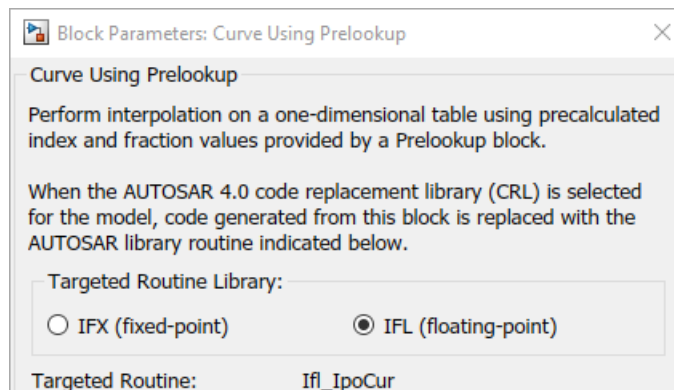 Block Parameters: Curve Using Prelookup
Curve Using Prelookup
Perform interpolation on a one-dimensional table using precalculated
index and fraction values provided by a Prelookup block.
When the AUTOSAR 4.0 code replacement library (CRL) is selected
for the model, code generated from this block is replaced with the
AUTOSAR library routine indicated below.
Targeted Routine Library:
IFX (fixed-point) IFL (floating-point)
Targeted Routine: Ifl_IpoCur